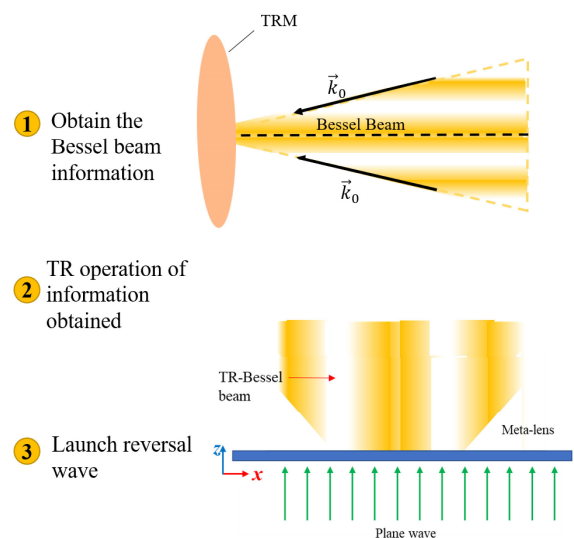 TRM
k⃗₀
Bessel Beam
k⃗₀
1 Obtain the
Bessel beam
information
2 TR operation of
information
obtained
TR-Bessel
beam
Meta-lens
3 Launch reversal
wave
z
x
Plane wave